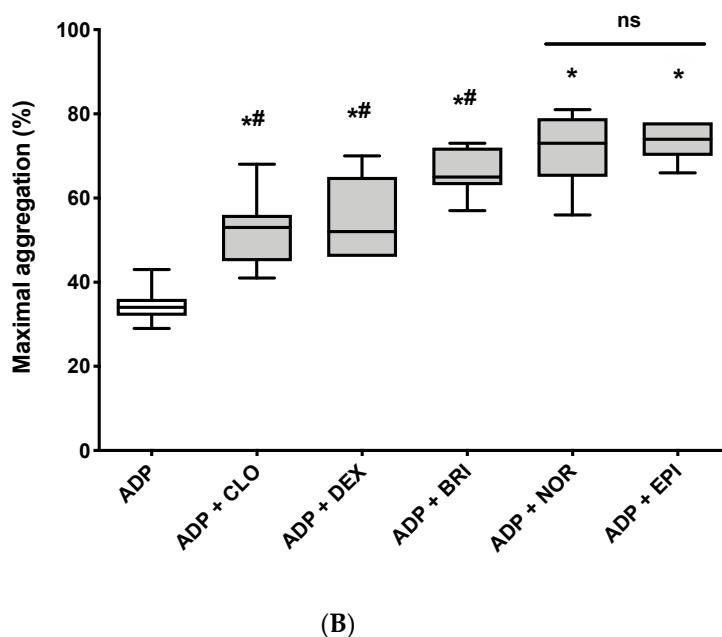 ns
100
80
60
40
20
0
Maximal aggregation (%)
*#
*#
*#
*
*
ADP
ADP + CLO
ADP + DEX
ADP + BRI
ADP + NOR
ADP + EPI
(B)